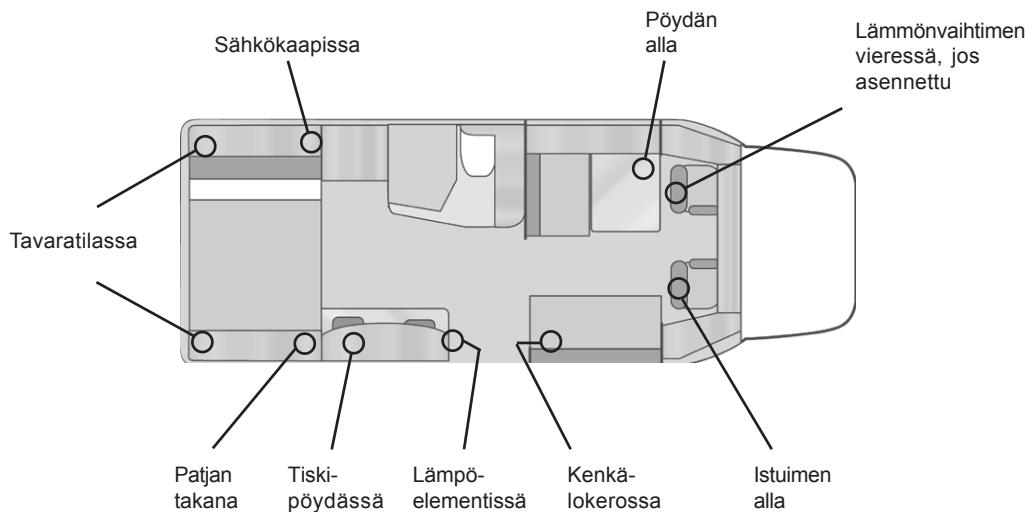 Sähkökaapissa
Pöydän
alla
Lämmönvaihtimen
vieressä, jos
asennettu
Tavaratilassa
Patjan
takana
Tiski-
pöydässä
Lämpö-
elementissä
Kenkä-
lokerossa
Istuimen
alla